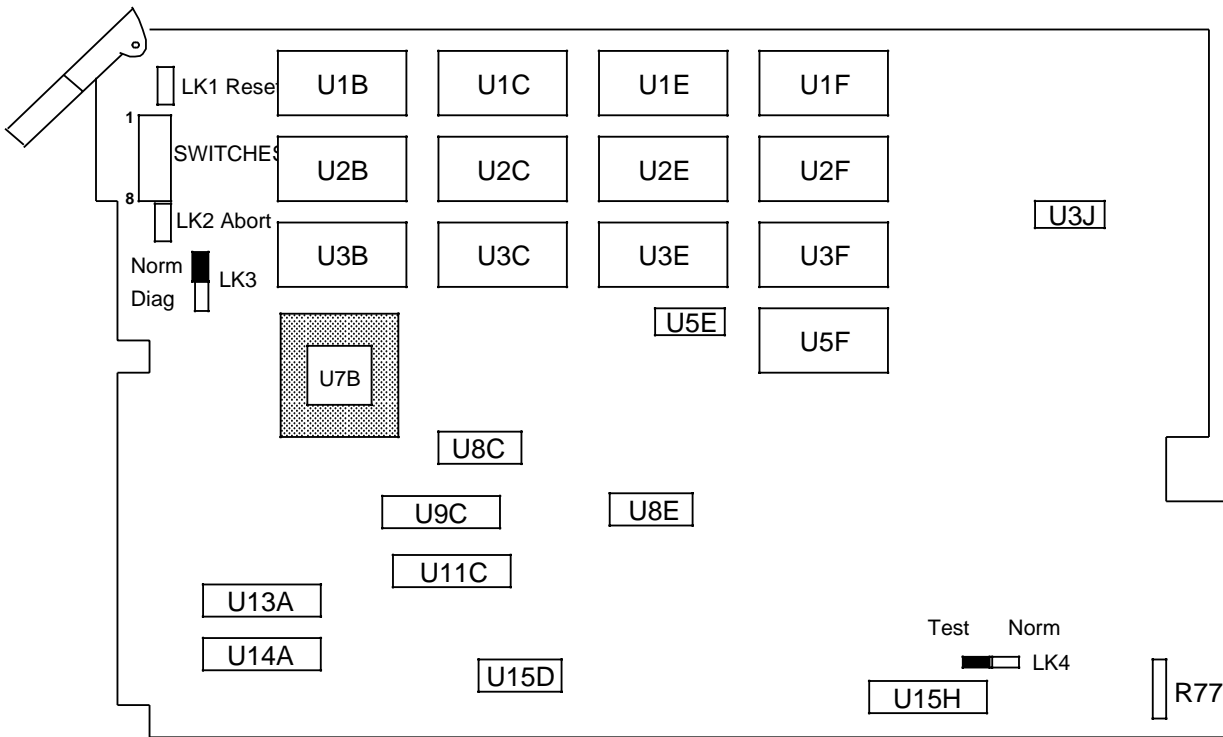 LK1 Rese
U1B U1C U1E U1F
1
SWITCHES
U2B U2C U2E U2F
8
LK2 Abort
U3J
U3B U3C U3E U3F
Norm
LK3
Diag
U5E
U5F
U7B
U8C
U9C
U8E
U11C
U13A
Test Norm
U14A
LK4
U15D
U15H
R77